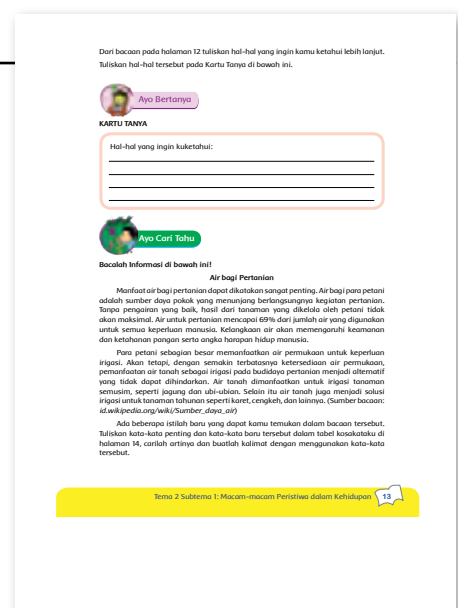 Dari bacaan pada halaman 12 tuliskan hal-hal yang ingin kamu ketahui lebih lanjut.
Tuliskan hal-hal tersebut pada Kartu Tanya di bawah ini.
Ayo Bertanya
KARTU TANYA
Hal-hal yang ingin kuketahui:
Ayo Cari Tahu
Bacalah Informasi di bawah ini!
Air bagi Pertanian
Manfaat air bagi pertanian dapat dikatakan sangat penting. Air bagi para petani
adalah sumber daya pokok yang menunjang berlangsungnya kegiatan pertanian.
Tanpa pengairan yang baik, hasil dari tanaman yang dikelola oleh petani tidak
akan maksimal. Air untuk pertanian mencapai 69% dari jumlah air yang digunakan
untuk semua keperluan manusia. Kelangkaan air akan memengaruhi keamanan
dan ketahanan pangan serta angka harapan hidup manusia.
Para petani sebagian besar memanfaatkan air permukaan untuk keperluan
irigasi. Akan tetapi, dengan semakin terbatasnya ketersediaan air permukaan,
pemanfaatan air tanah sebagai irigasi pada budidaya pertanian menjadi alternatif
yang tidak dapat dihindarkan. Air tanah dimanfaatkan untuk irigasi tanaman
semusim, seperti jagung dan ubi-ubian. Selain itu air tanah juga menjadi solusi
irigasi untuk tanaman tahunan seperti karet, cengkeh, dan lainnya. (Sumber bacaan:
id.wikipedia.org/wiki/Sumber_daya_air)
Ada beberapa istilah baru yang dapat kamu temukan dalam bacaan tersebut.
Tuliskan kata-kata penting dan kata-kata baru tersebut dalam tabel kosakataku di
halaman 14, carilah artinya dan buatlah kalimat dengan menggunakan kata-kata
tersebut.
Tema 2 Subtema 1: Macam-macam Peristiwa dalam Kehidupan 13